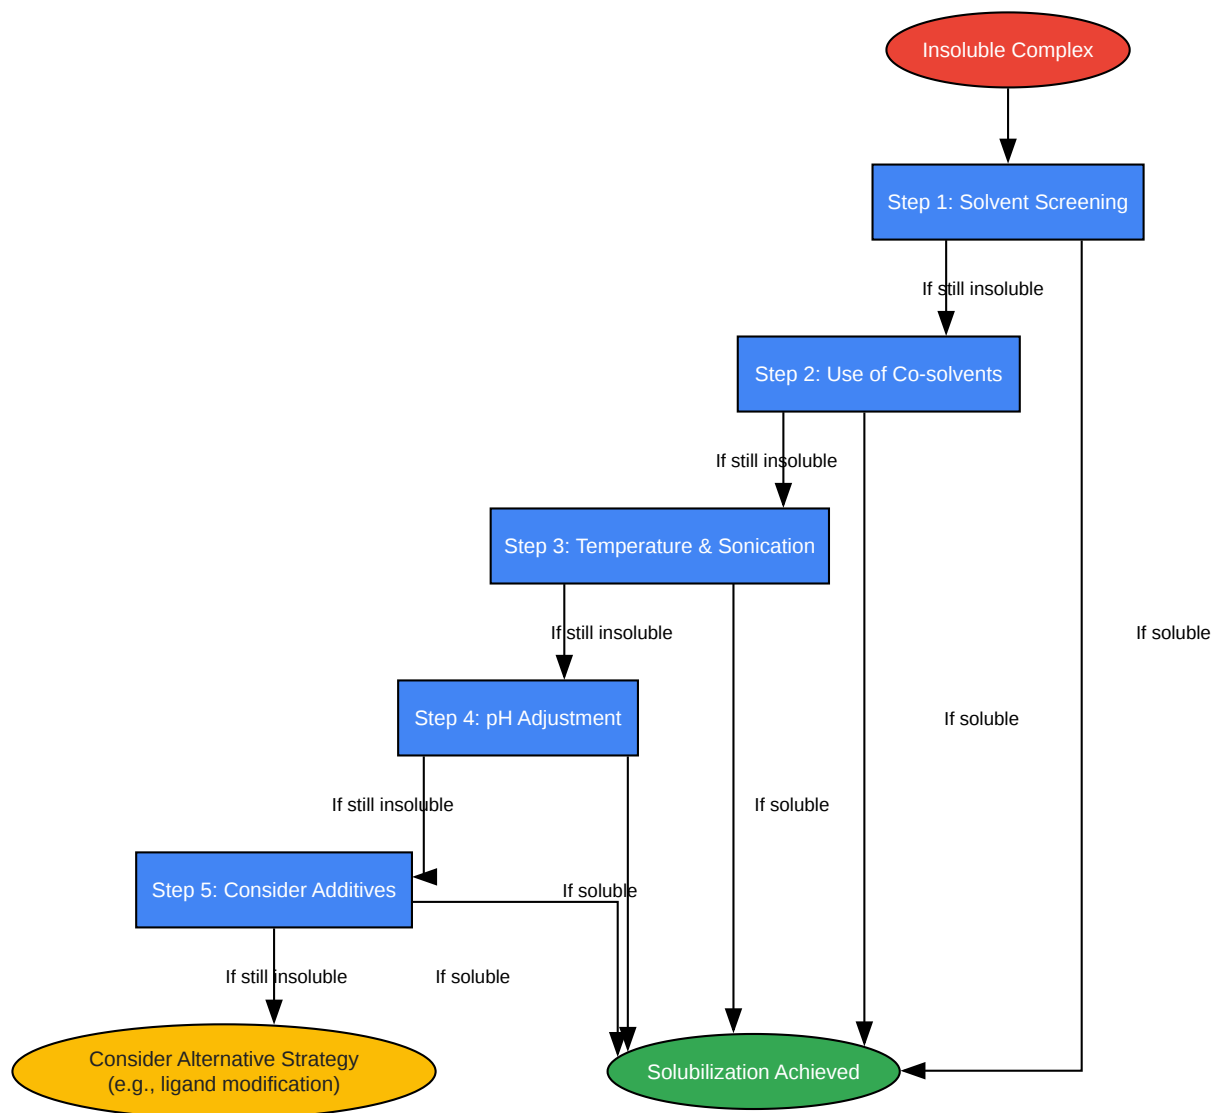 Insoluble Complex
Step 1: Solvent Screening
If still insoluble
Step 2: Use of Co-solvents
If still insoluble
Step 3: Temperature & Sonication
If still insoluble
If soluble
Step 4: pH Adjustment
If soluble
If still insoluble
If soluble
Step 5: Consider Additives
If soluble
If still insoluble
If soluble
Consider Alternative Strategy
(e.g., ligand modification)
Solubilization Achieved